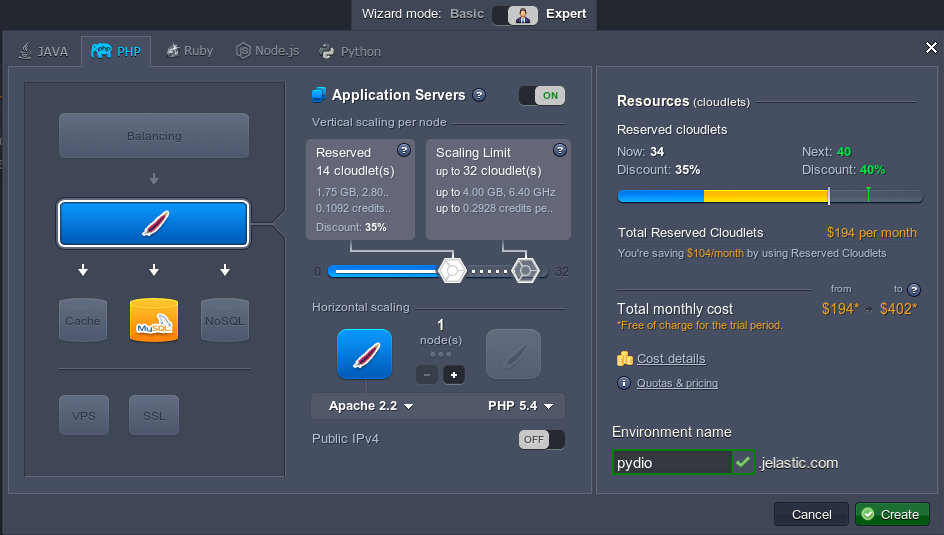 Wizard mode: Basic Expert
JAVA PHP Ruby Node.js Python
Balancing
Cache MySQL NoSQL
VPS SSL
Application Servers ? ON
Vertical scaling per node
Reserved ?
14 cloudlet(s)
1.75 GB, 2.80..
0.1092 credits..
Discount: 35%
Scaling Limit ?
up to 32 cloudlet(s)
up to 4.00 GB, 6.40 GHz
up to 0.2928 credits pe..
0 32
Horizontal scaling
1
node(s)
- +
Apache 2.2 PHP 5.4
Public IPv4 OFF
Resources (cloudlets)
Reserved cloudlets
Now: 34 Next: 40
Discount: 35% Discount: 40%
Total Reserved Cloudlets $194 per month
You're saving $104/month by using Reserved Cloudlets
from to ?
Total monthly cost $194* - $402*
*Free of charge for the trial period.
Cost details
Quotas & pricing
Environment name
pydio .jelastic.com
Cancel Create